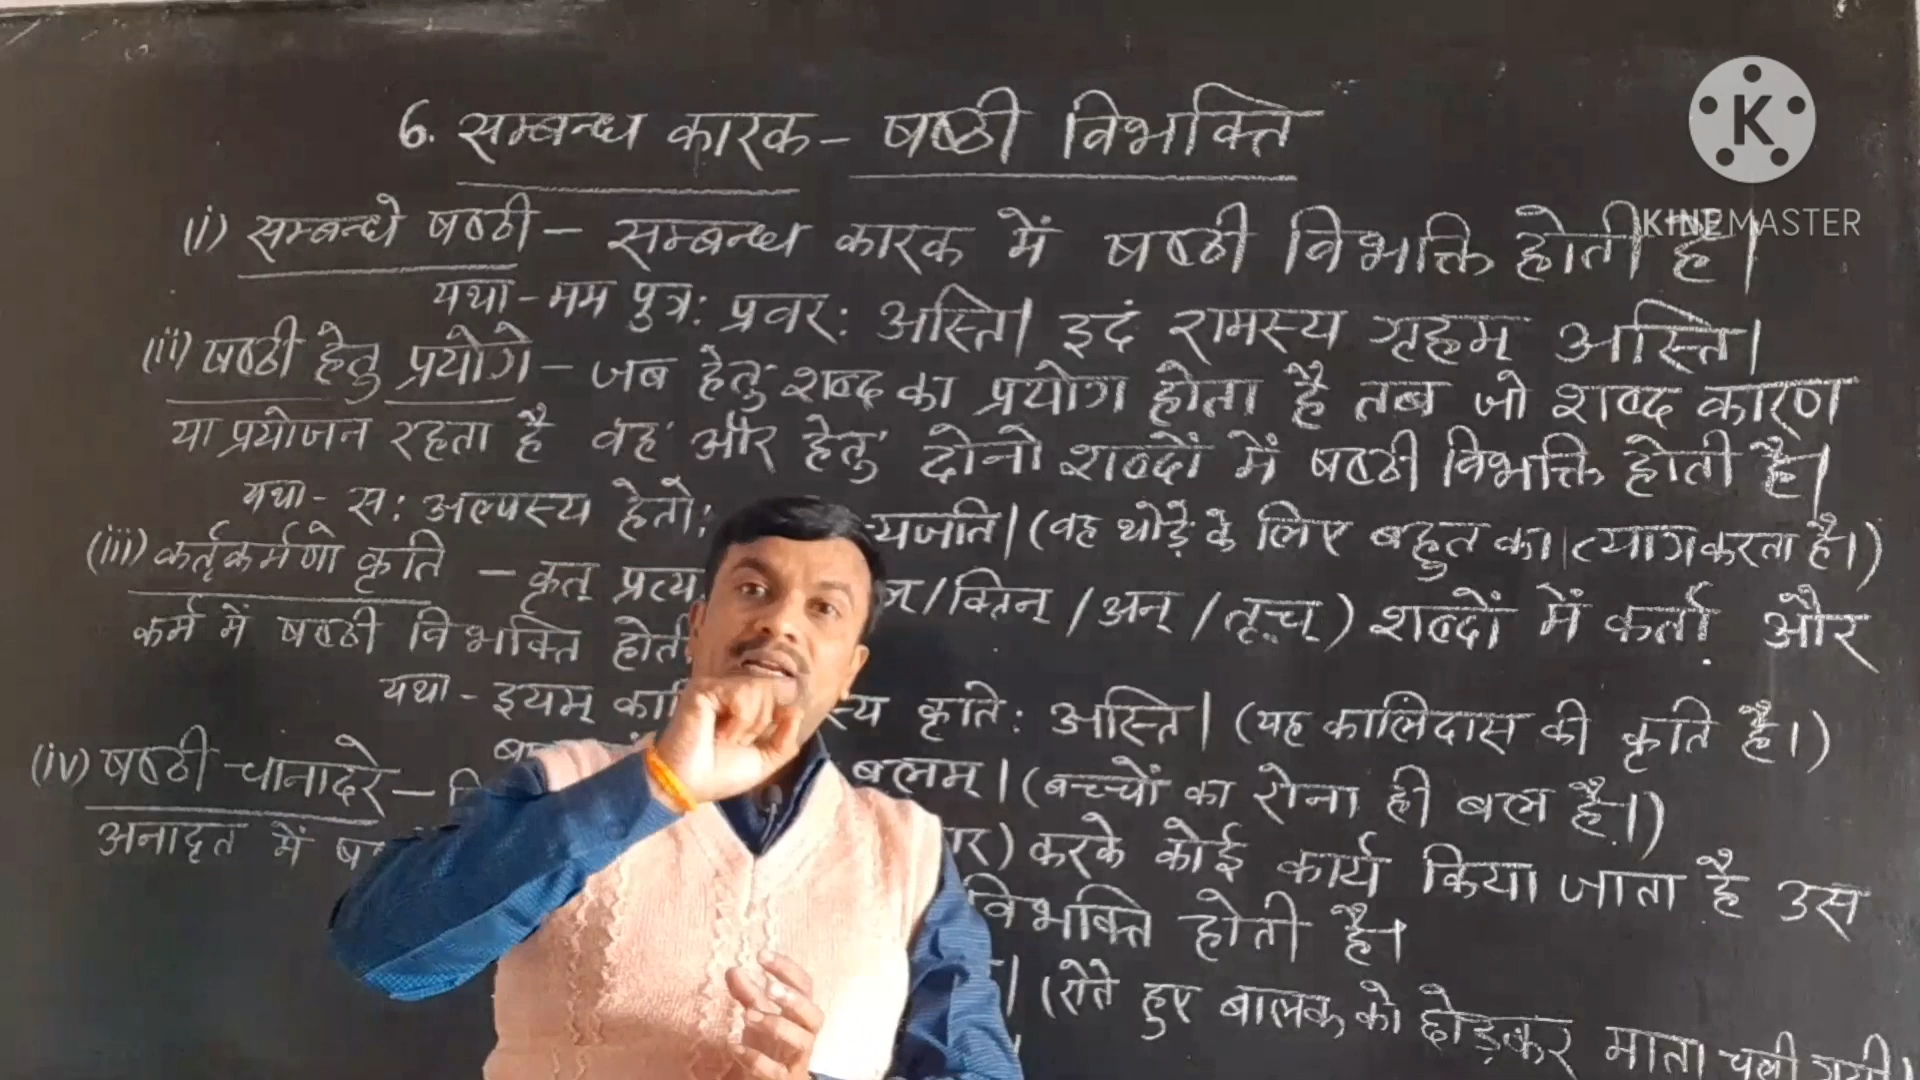 6. सम्बन्ध कारक - षष्ठी विभक्ति
(i) सम्बन्धे षष्ठी - सम्बन्ध कारक में षष्ठी विभक्ति होती है।
यथा - मम पुत्रः प्रवरः अस्ति। इदं रामस्य गृहम् अस्ति।
(ii) षष्ठी हेतु प्रयोगे - जब 'हेतु' शब्द का प्रयोग होता है तब जो शब्द कारण
या प्रयोजन रहता है वह और हेतु दोनो शब्दों में षष्ठी विभक्ति होती है।
यथा - सः अल्पस्य हेतोः त्यजति। (वह थोड़े के लिए बहुत का त्याग करता है।)
(iii) कर्तृकर्मणो कृति - कृत् प्रत्य /क्तिन् / अन् / तृच्) शब्दों में कर्ता और
कर्म में षष्ठी विभक्ति होती
यथा - इयम् का स्य कृतिः अस्ति। (यह कालिदास की कृति है।)
बलम्। (बच्चों का रोना ही बल है।)
(iv) षष्ठी चानादरे - करके कोई कार्य किया जाता है उस
अनादृत में विभक्ति होती है।
(रोते हुए बालक को छोड़कर माता चली गयी।
K
KINEMASTER